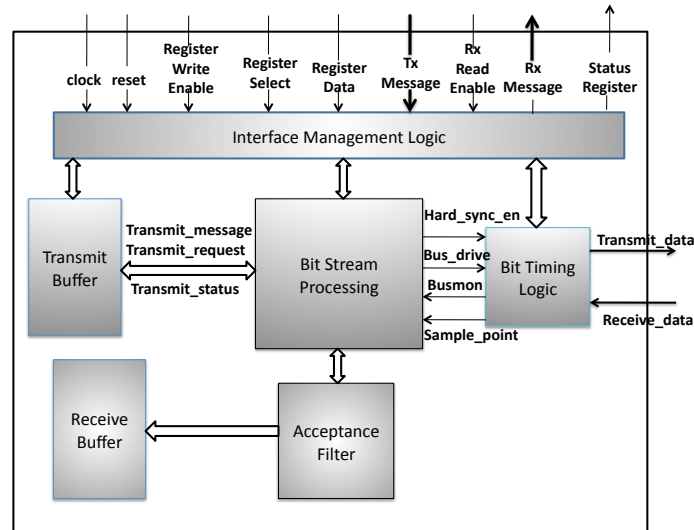 clock
reset
Register
Write
Enable
Register
Select
Register
Data
Tx
Message
Rx
Read
Enable
Rx
Message
Status
Register
Interface Management Logic
Transmit
Buffer
Transmit_message
Transmit_request
Transmit_status
Bit Stream
Processing
Hard_sync_en
Bus_drive
Busmon
Sample_point
Bit Timing
Logic
Transmit_data
Receive_data
Receive
Buffer
Acceptance
Filter